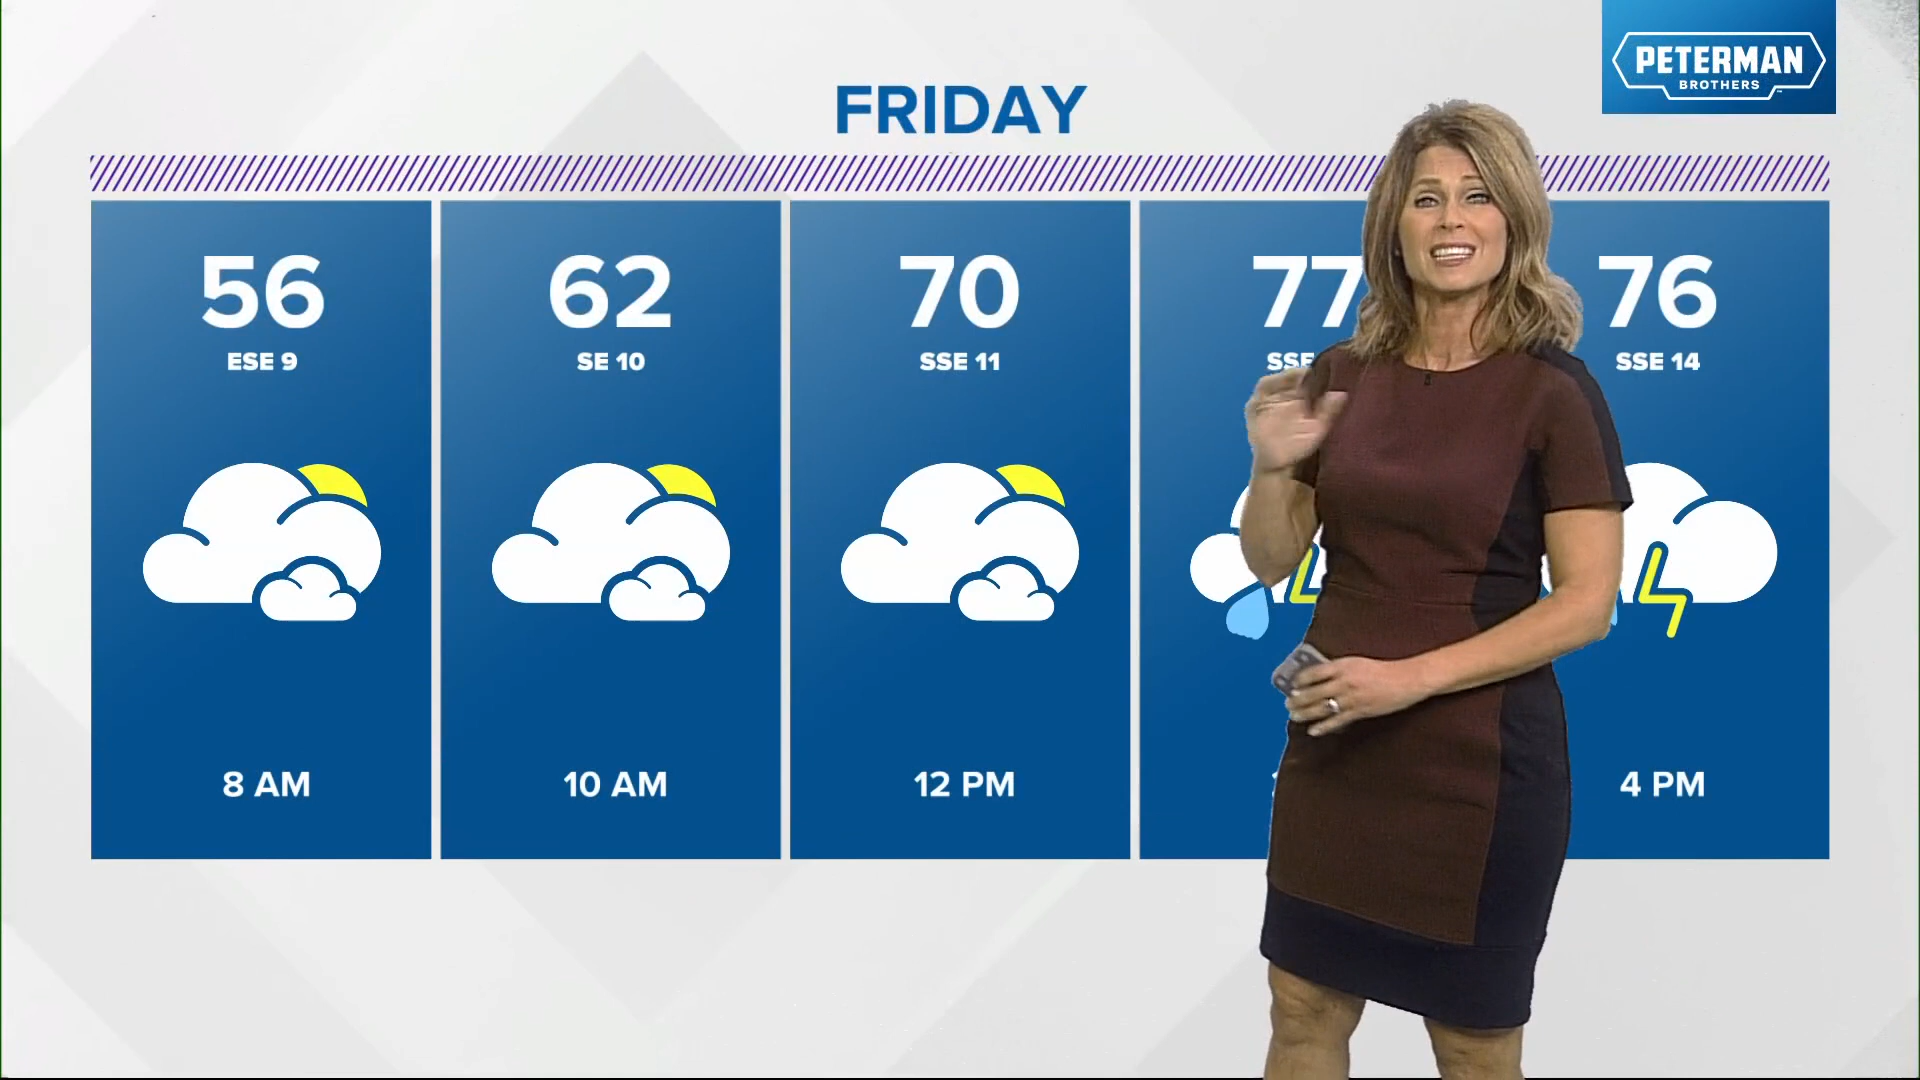 PETERMAN
BROTHERS
FRIDAY
56
ESE 9
8 AM
62
SE 10
10 AM
70
SSE 11
12 PM
77
SSE
76
SSE 14
4 PM